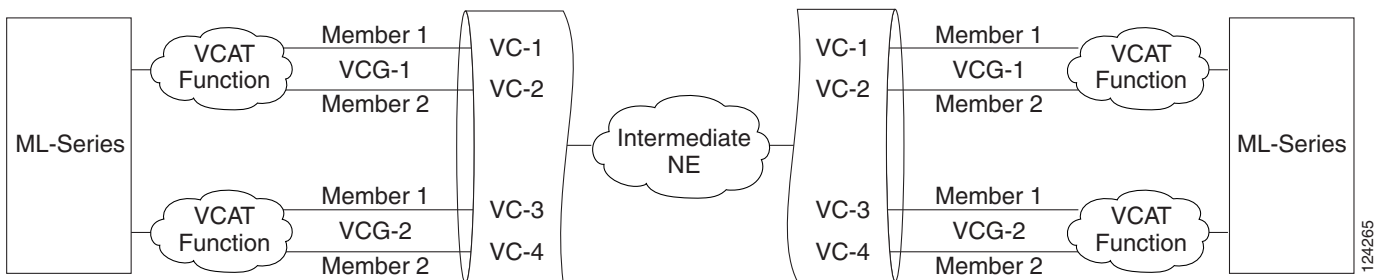 ML-Series
VCAT
Function
Member 1
VCG-1
Member 2
VC-1
VC-2
VCAT
Function
Member 1
VCG-2
Member 2
VC-3
VC-4
Intermediate
NE
VC-1
VC-2
Member 1
VCG-1
Member 2
VCAT
Function
VC-3
VC-4
Member 1
VCG-2
Member 2
VCAT
Function
ML-Series
124265